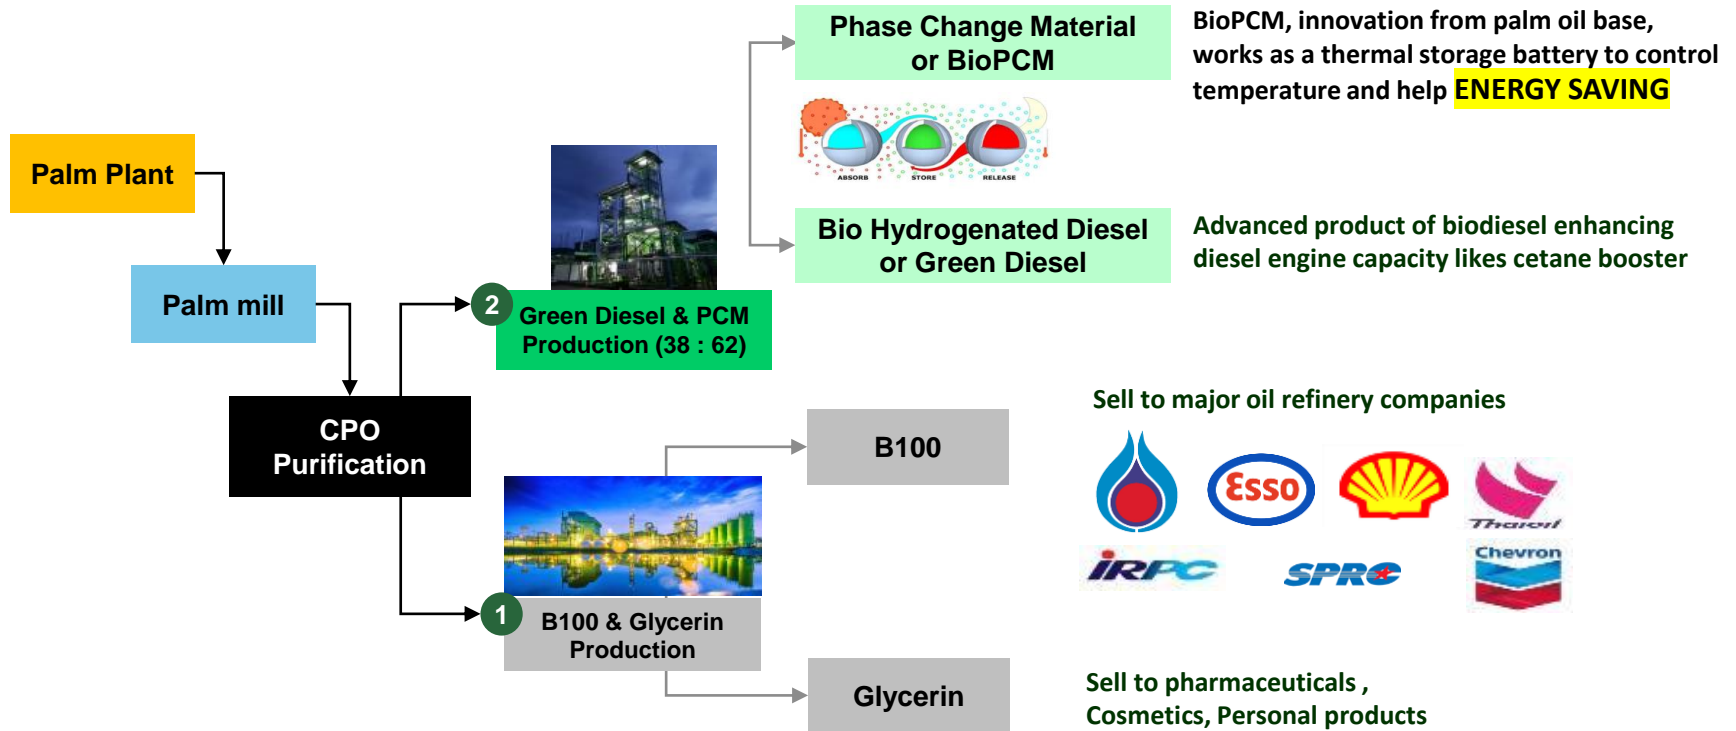 Phase Change Material
or BioPCM
BioPCM, innovation from palm oil base,
works as a thermal storage battery to control
temperature and help ENERGY SAVING
ABSORB
STORE
RELEASE
Palm Plant
Palm mill
CPO
Purification
2
Green Diesel & PCM
Production (38 : 62)
Bio Hydrogenated Diesel
or Green Diesel
Advanced product of biodiesel enhancing
diesel engine capacity likes cetane booster
1
B100 & Glycerin
Production
B100
Sell to major oil refinery companies
Esso
Thaioil
IRPC
SPRC
Chevron
Glycerin
Sell to pharmaceuticals ,
Cosmetics, Personal products